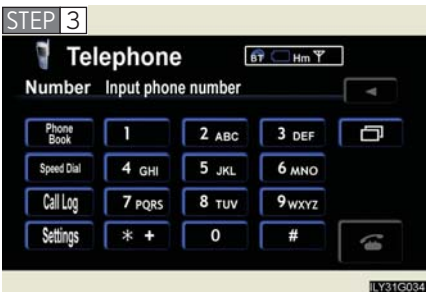 STEP 3
Telephone
BT Hm
Number Input phone number
Phone Book 1 2 ABC 3 DEF
Speed Dial 4 GHI 5 JKL 6 MNO
Call Log 7 PQRS 8 TUV 9 WXYZ
Settings * + 0 #
ILY31G034